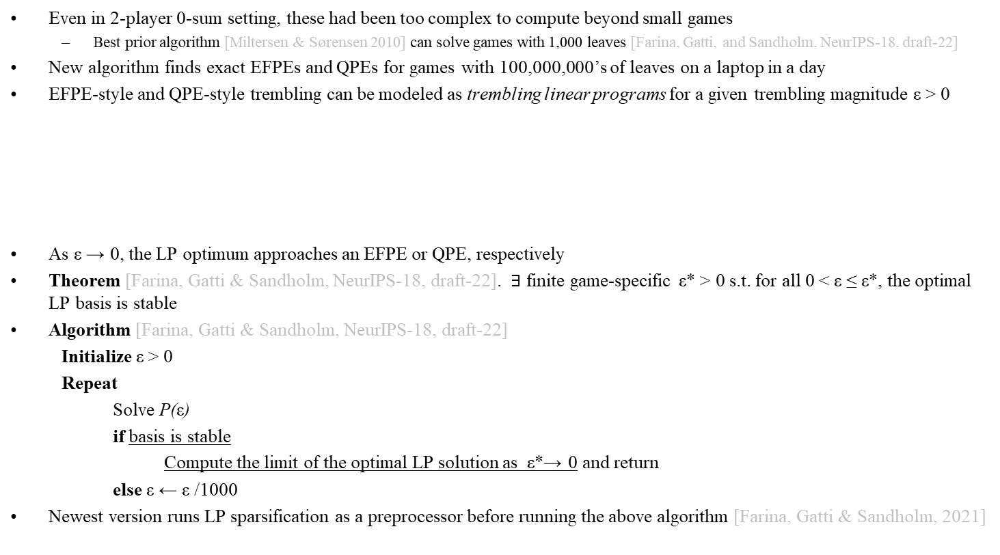 • Even in 2-player 0-sum setting, these had been too complex to compute beyond small games
– Best prior algorithm [Miltersen & Sørensen 2010] can solve games with 1,000 leaves [Farina, Gatti, and Sandholm, NeurIPS-18, draft-22]
• New algorithm finds exact EFPEs and QPEs for games with 100,000,000's of leaves on a laptop in a day
• EFPE-style and QPE-style trembling can be modeled as trembling linear programs for a given trembling magnitude ε > 0
• As ε → 0, the LP optimum approaches an EFPE or QPE, respectively
• Theorem [Farina, Gatti & Sandholm, NeurIPS-18, draft-22]. ∃ finite game-specific ε* > 0 s.t. for all 0 < ε ≤ ε*, the optimal
LP basis is stable
• Algorithm [Farina, Gatti & Sandholm, NeurIPS-18, draft-22]
Initialize ε > 0
Repeat
Solve P(ε)
if basis is stable
Compute the limit of the optimal LP solution as ε*→ 0 and return
else ε ← ε /1000
• Newest version runs LP sparsification as a preprocessor before running the above algorithm [Farina, Gatti & Sandholm, 2021]